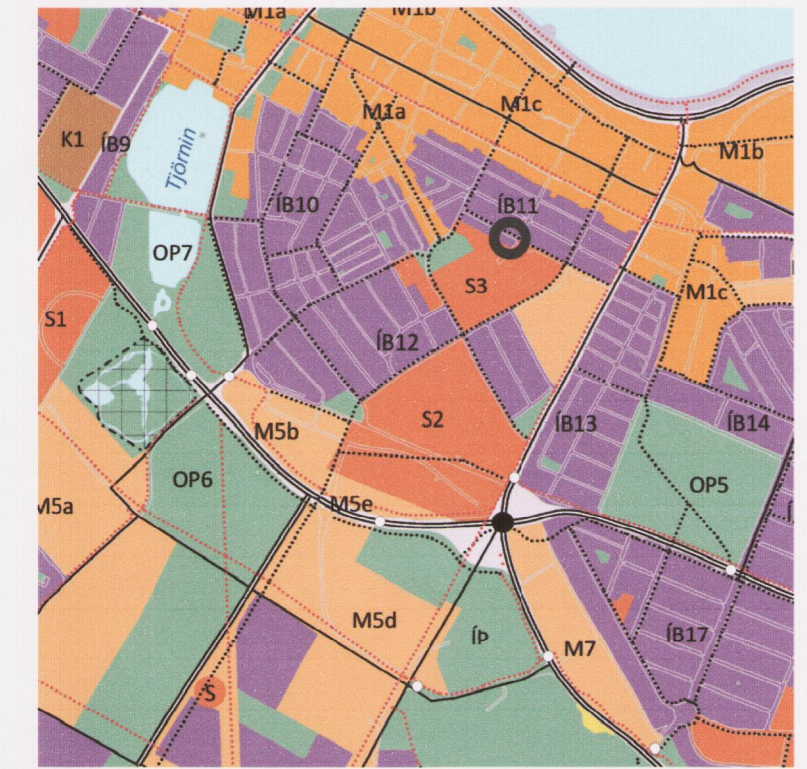 M1a
M1b
M1a
M1c
K1
ÍB9
Tjörnin
M1b
ÍB10
ÍB11
OP7
S3
M1c
S1
ÍB12
S2
ÍB13
ÍB14
M5b
OP6
OP5
M5a
M5e
M5d
ÍÞ
M7
ÍB17
S